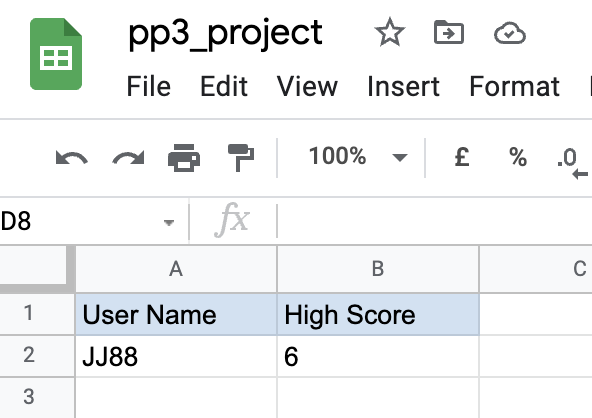 pp3_project
File Edit View Insert Format
100% £ % .0
D8 fx
A B C
1 User Name High Score
2 JJ88 6
3